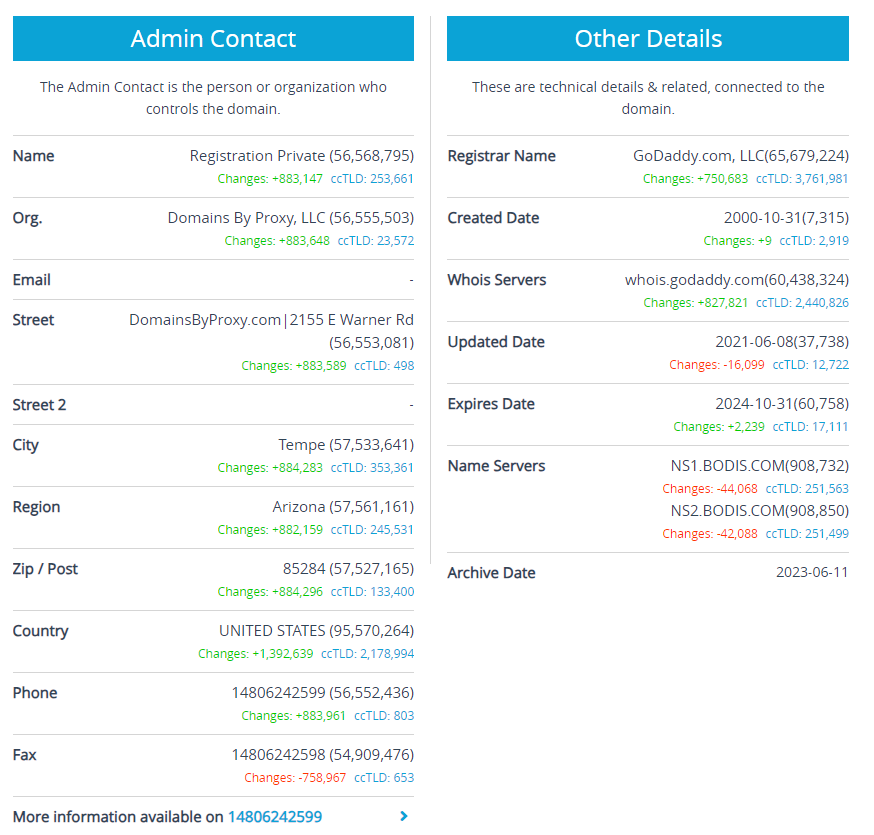 Admin Contact
The Admin Contact is the person or organization who
controls the domain.
Name Registration Private (56,568,795)
Changes: +883,147 ccTLD: 253,661
Org. Domains By Proxy, LLC (56,555,503)
Changes: +883,648 ccTLD: 23,572
Email -
Street DomainsByProxy.com|2155 E Warner Rd
(56,553,081)
Changes: +883,589 ccTLD: 498
Street 2 -
City Tempe (57,533,641)
Changes: +884,283 ccTLD: 353,361
Region Arizona (57,561,161)
Changes: +882,159 ccTLD: 245,531
Zip / Post 85284 (57,527,165)
Changes: +884,296 ccTLD: 133,400
Country UNITED STATES (95,570,264)
Changes: +1,392,639 ccTLD: 2,178,994
Phone 14806242599 (56,552,436)
Changes: +883,961 ccTLD: 803
Fax 14806242598 (54,909,476)
Changes: -758,967 ccTLD: 653
More information available on 14806242599
Other Details
These are technical details & related, connected to the
domain.
Registrar Name GoDaddy.com, LLC(65,679,224)
Changes: +750,683 ccTLD: 3,761,981
Created Date 2000-10-31(7,315)
Changes: +9 ccTLD: 2,919
Whois Servers whois.godaddy.com(60,438,324)
Changes: +827,821 ccTLD: 2,440,826
Updated Date 2021-06-08(37,738)
Changes: -16,099 ccTLD: 12,722
Expires Date 2024-10-31(60,758)
Changes: +2,239 ccTLD: 17,111
Name Servers NS1.BODIS.COM(908,732)
Changes: -44,068 ccTLD: 251,563
NS2.BODIS.COM(908,850)
Changes: -42,088 ccTLD: 251,499
Archive Date 2023-06-11